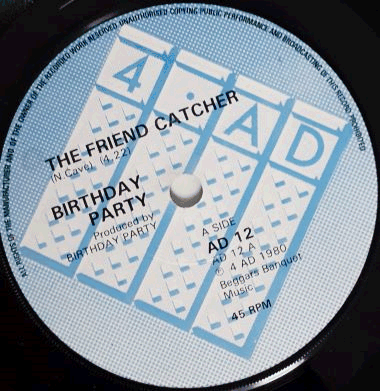 ALL RIGHTS OF THE MANUFACTURER AND OF THE OWNER OF THE RECORDED WORK RESERVED UNAUTHORISED COPYING PUBLIC PERFORMANCE AND BROADCASTING OF THIS RECORD PROHIBITED
4·AD
THE FRIEND CATCHER
(N Cave) (4.22)
BIRTHDAY
PARTY
Produced by
BIRTHDAY PARTY
A SIDE
AD 12
AD 12 A
℗ 4 AD 1980
Beggars Banquet
Music
45 RPM